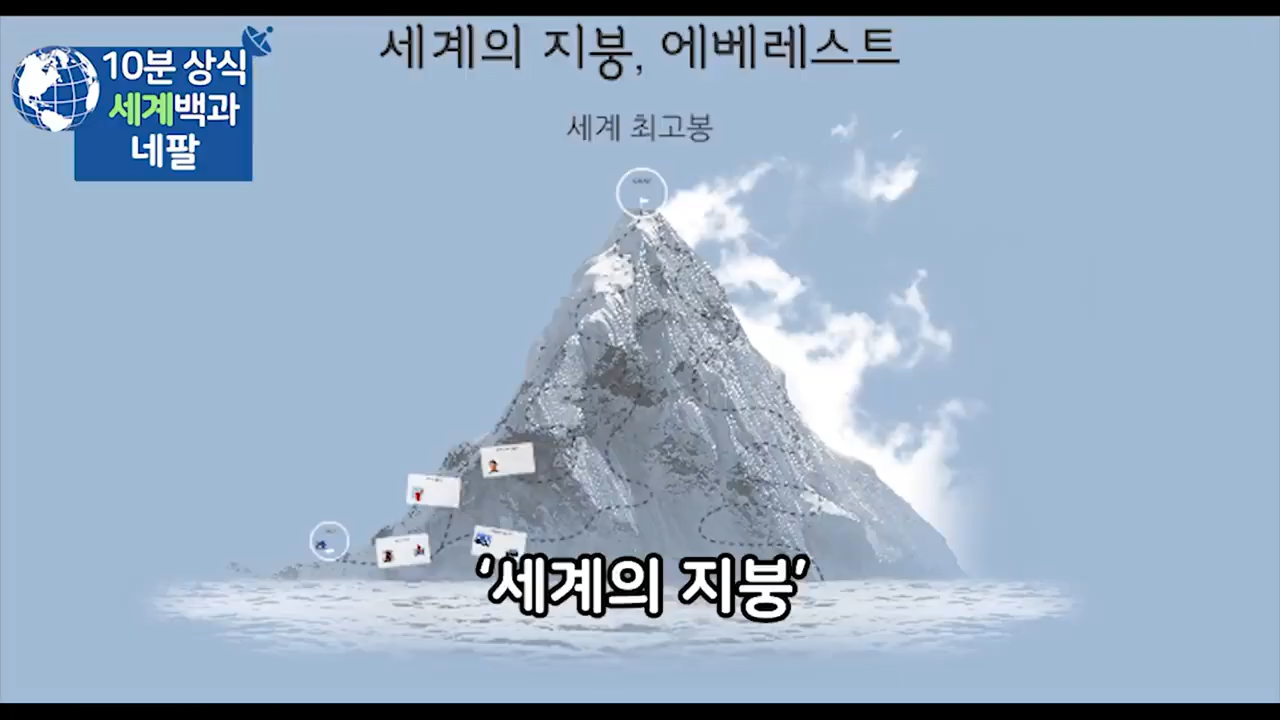 세계의 지붕, 에베레스트
10분 상식
세계백과
네팔
세계 최고봉
‘세계의 지붕’